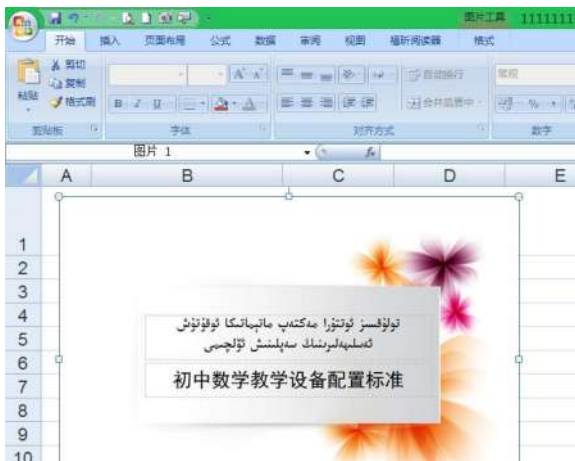 图片工具 1111111
开始 插入 页面布局 公式 数据 审阅 视图 福昕阅读器 格式
剪切
复制
格式刷
粘贴
B I U A
自动换行
合并后居中
常规
%
剪贴板 字体 对齐方式 数字
图片 1 fx
A B C D E
1
2
3
4
5
6
7
8
9
10
تولۇقسىز ئوتتۇرا مەكتەپ ماتېماتىكا ئوقۇتۇش
ئەسلىھەلىرىنىڭ سەپلىنىش ئۆلچىمى
初中数学教学设备配置标准